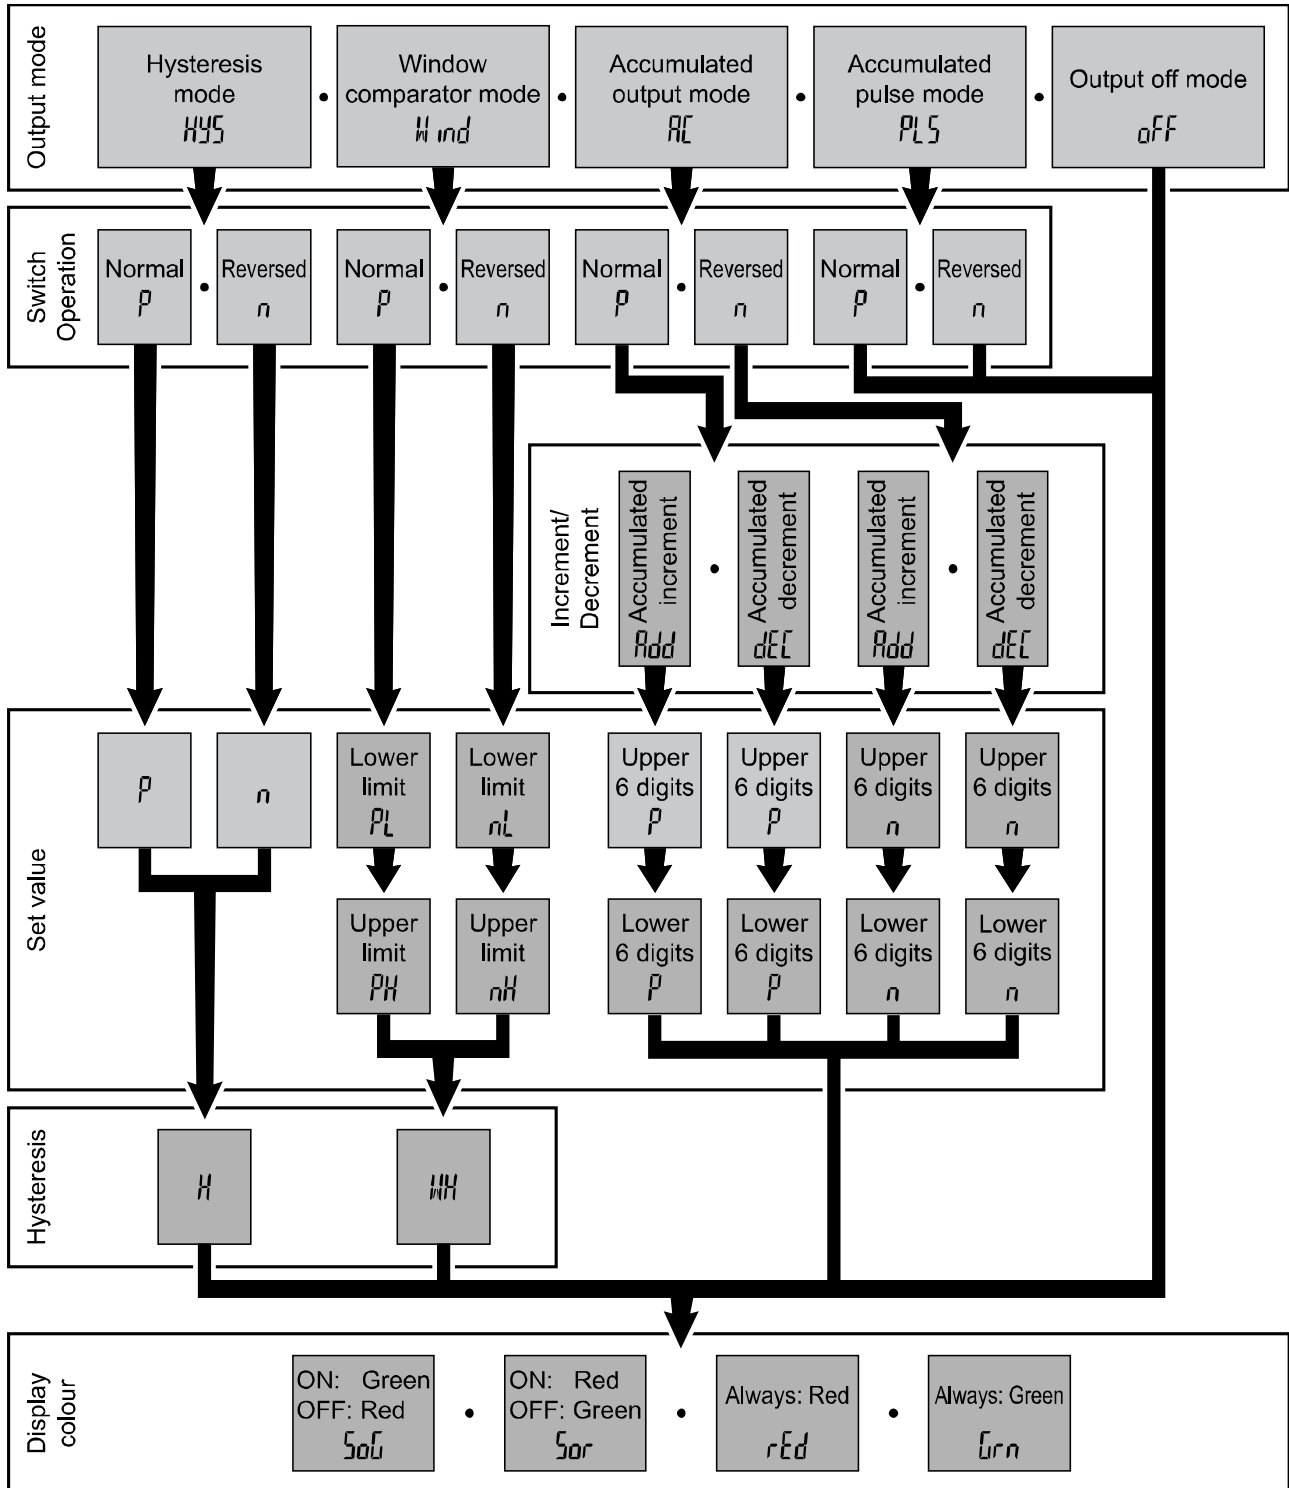 Output mode
Hysteresis
mode
HYS
Window
comparator mode
Wind
Accumulated
output mode
AC
Accumulated
pulse mode
PLS
Output off mode
oFF
Switch
Operation
Normal
P
Reversed
n
Normal
P
Reversed
n
Normal
P
Reversed
n
Normal
P
Reversed
n
Increment/
Decrement
Accumulated
increment
Add
Accumulated
decrement
dEC
Accumulated
increment
Add
Accumulated
decrement
dEC
Set value
P
n
Lower
limit
PL
Lower
limit
nL
Upper
6 digits
P
Upper
6 digits
P
Upper
6 digits
n
Upper
6 digits
n
Upper
limit
PH
Upper
limit
nH
Lower
6 digits
P
Lower
6 digits
P
Lower
6 digits
n
Lower
6 digits
n
Hysteresis
H
WH
Display
colour
ON: Green
OFF: Red
SoG
ON: Red
OFF: Green
Sor
Always: Red
rEd
Always: Green
Grn